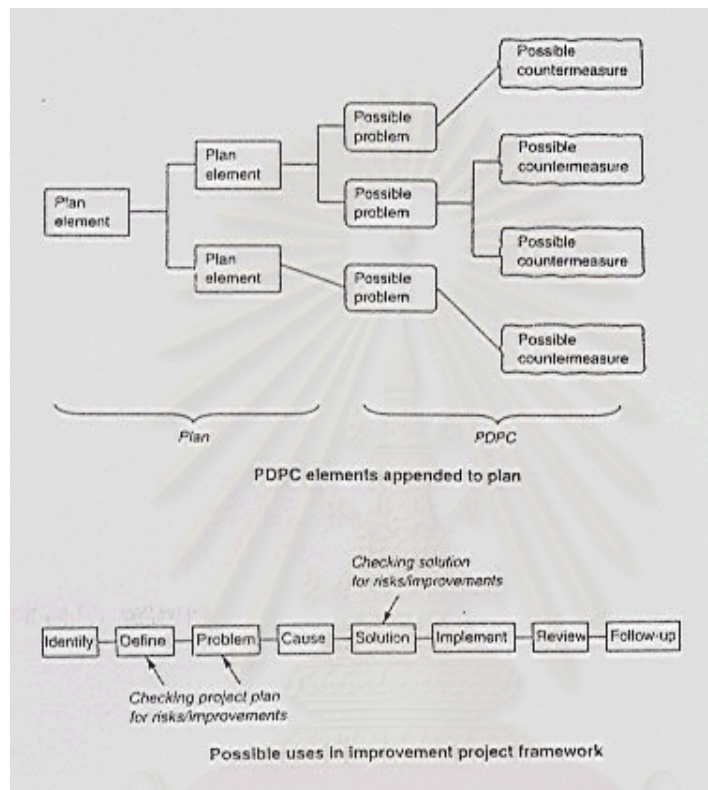 Possible
countermeasure
Possible
problem
Plan
element
Possible
countermeasure
Plan
element
Possible
problem
Plan
element
Possible
problem
Possible
countermeasure
Possible
countermeasure
Plan
PDPC
PDPC elements appended to plan
Checking solution
for risks/improvements
Identify
Define
Problem
Cause
Solution
Implement
Review
Follow-up
Checking project plan
for risks/improvements
Possible uses in improvement project framework